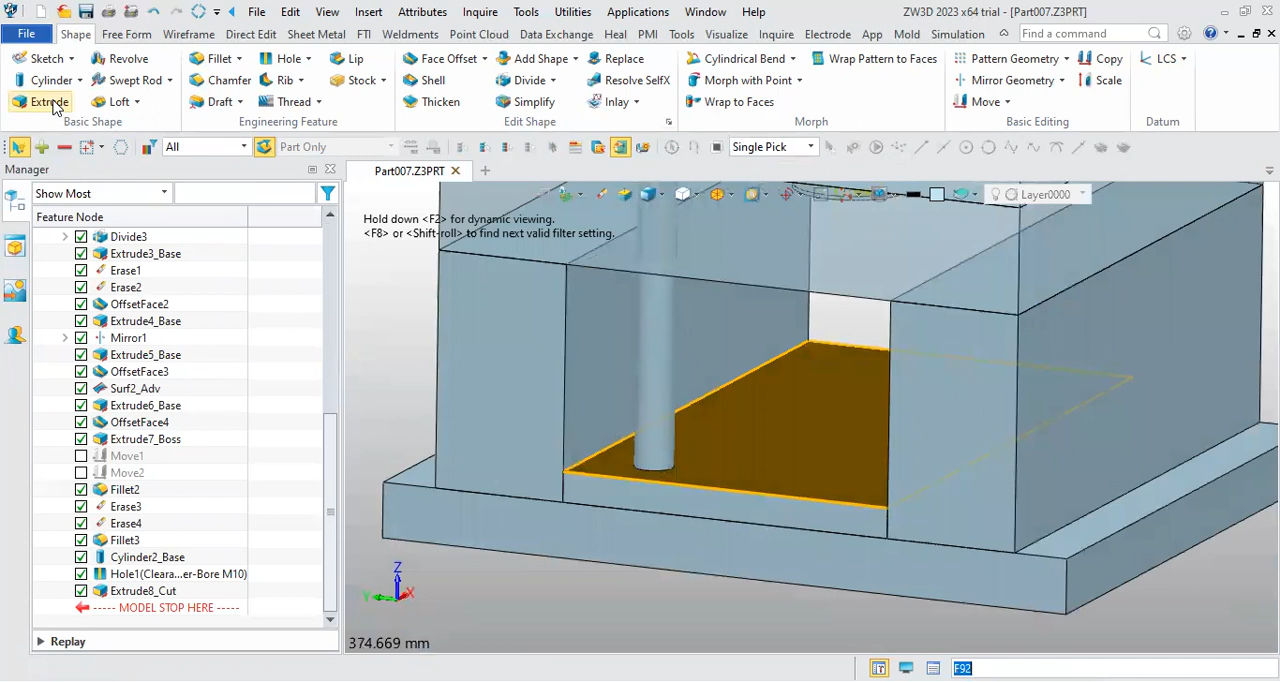 File Edit View Insert Attributes Inquire Tools Utilities Applications Window Help ZW3D 2023 x64 trial - [Part007.Z3PRT]
File Shape Free Form Wireframe Direct Edit Sheet Metal FTI Weldments Point Cloud Data Exchange Heal PMI Tools Visualize Inquire Electrode App Mold Simulation Find a command
Sketch Revolve Fillet Hole Lip Face Offset Add Shape Replace Cylindrical Bend Wrap Pattern to Faces Pattern Geometry Copy LCS
Cylinder Swept Rod Chamfer Rib Stock Shell Divide Resolve SelfX Morph with Point Mirror Geometry Scale
Extrude Loft Draft Thread Thicken Simplify Inlay Wrap to Faces Move
Basic Shape Engineering Feature Edit Shape Morph Basic Editing Datum
All Part Only Single Pick
Manager Part007.Z3PRT
Show Most Layer0000
Feature Node Hold down <F2> for dynamic viewing.
<F8> or <Shift-roll> to find next valid filter setting.
Divide3
Extrude3_Base
Erase1
Erase2
OffsetFace2
Extrude4_Base
Mirror1
Extrude5_Base
OffsetFace3
Surf2_Adv
Extrude6_Base
OffsetFace4
Extrude7_Boss
Move1
Move2
Fillet2
Erase3
Erase4
Fillet3
Cylinder2_Base
Hole1(Cleara...er-Bore M10)
Extrude8_Cut
----- MODEL STOP HERE -----
Replay
Z
Y X
374.669 mm
F92